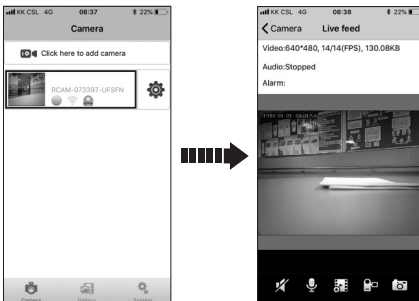 KK CSL 4G 08:37 22%
Camera
Click here to add camera
RCAM-073397-UFSFN
Camera Gallery System
KK CSL 4G 08:38 22%
Camera Live feed
Video:640*480, 14/14(FPS), 130.08KB
Audio:Stopped
Alarm: